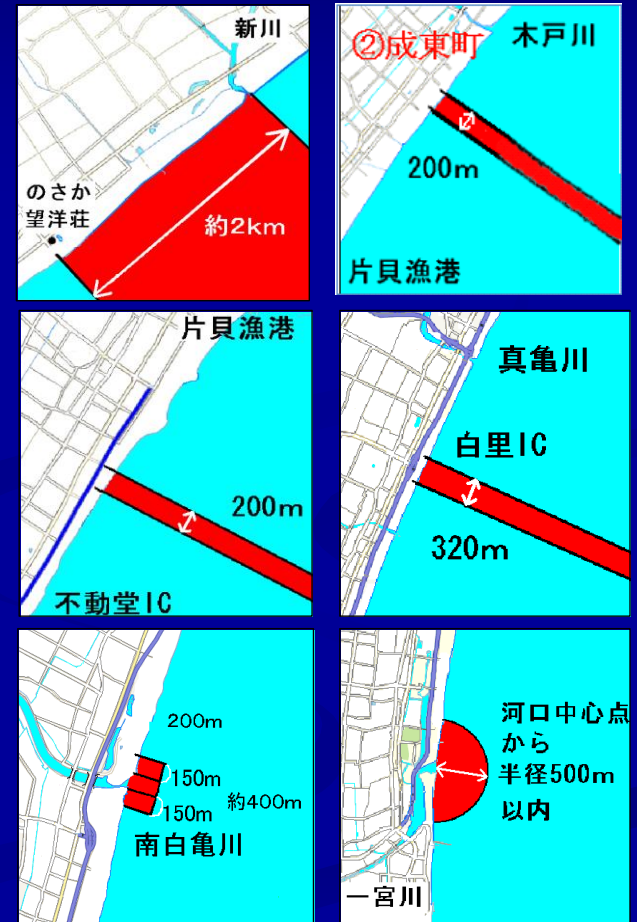 新川
のさか
望洋荘
約2km
②成東町
木戸川
200m
片貝漁港
片貝漁港
200m
不動堂IC
真亀川
白里IC
320m
200m
150m
150m
約400m
南白亀川
河口中心点
から
半径500m
以内
一宮川